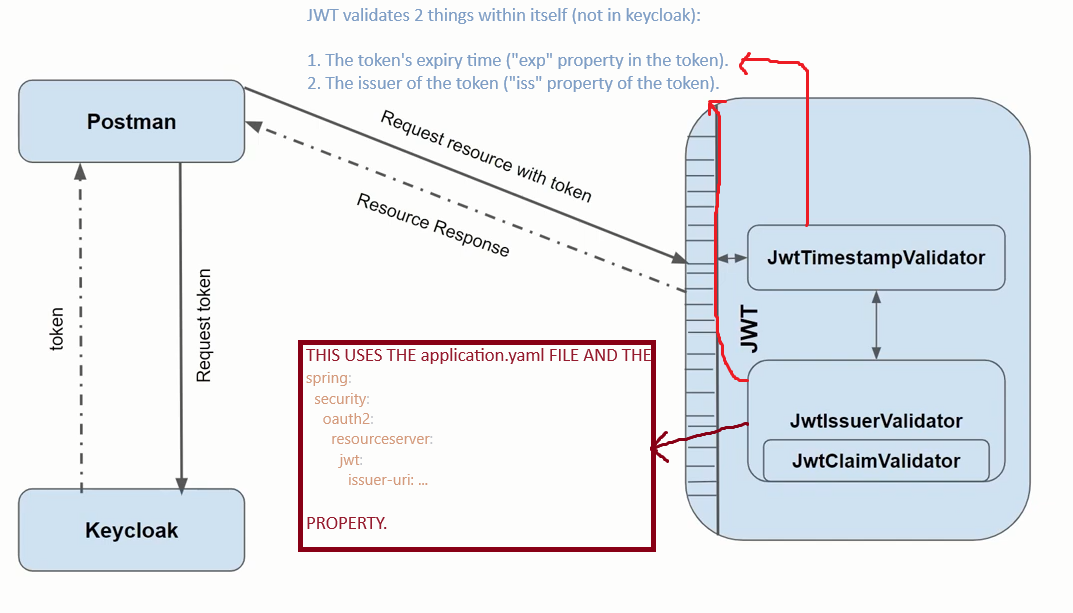 JWT validates 2 things within itself (not in keycloak):
1. The token's expiry time ("exp" property in the token).
2. The issuer of the token ("iss" property of the token).
Postman
Request resource with token
Resource Response
token
Request token
Keycloak
JWT
JwtTimestampValidator
JwtIssuerValidator
JwtClaimValidator
THIS USES THE application.yaml FILE AND THE
spring:
security:
oauth2:
resourceserver:
jwt:
issuer-uri: ...
PROPERTY.